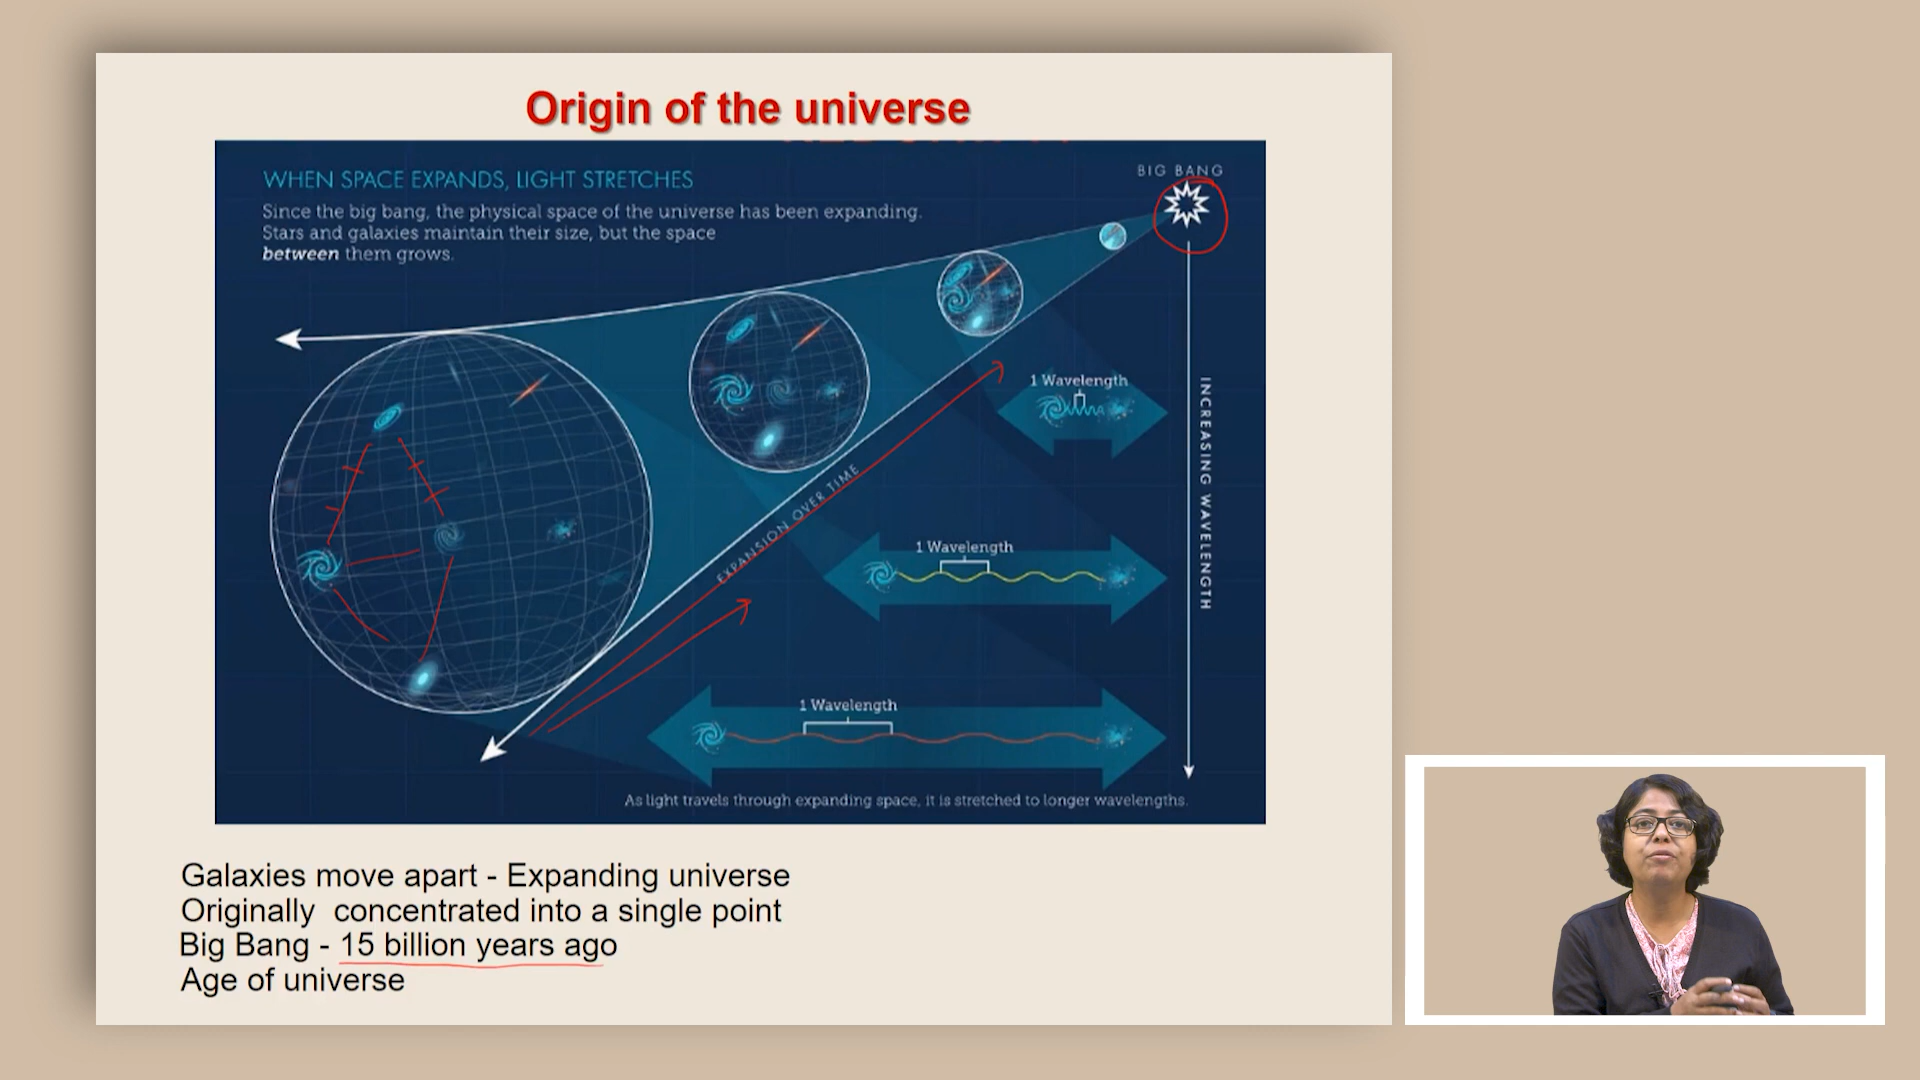 Origin of the universe
WHEN SPACE EXPANDS, LIGHT STRETCHES
Since the big bang, the physical space of the universe has been expanding.
Stars and galaxies maintain their size, but the space
between them grows.
BIG BANG
1 Wavelength
INCREASING WAVELENGTH
EXPANSION OVER TIME
1 Wavelength
1 Wavelength
As light travels through expanding space, it is stretched to longer wavelengths.
Galaxies move apart - Expanding universe
Originally concentrated into a single point
Big Bang - 15 billion years ago
Age of universe